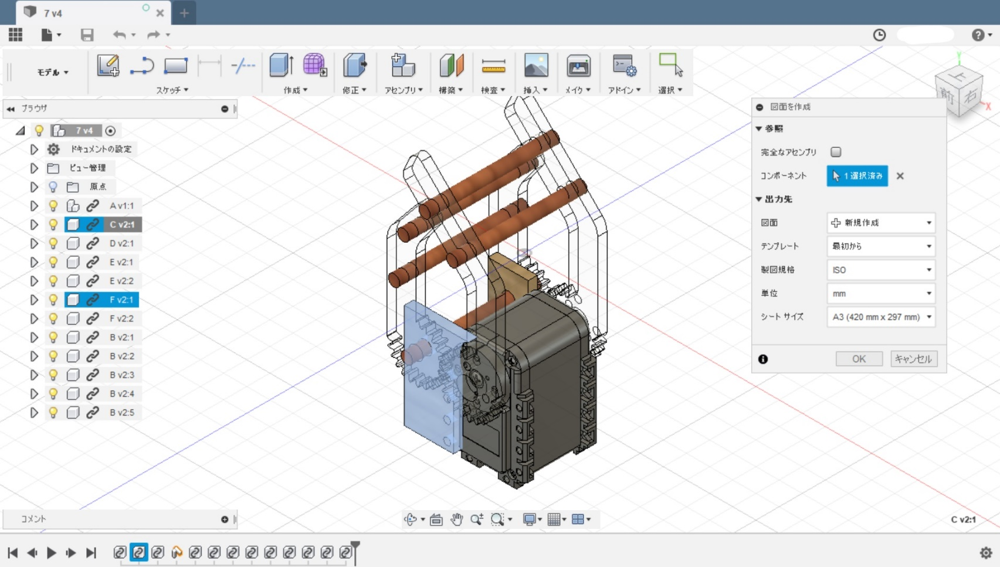 7 v4
モデル
スケッチ
作成
修正
アセンブリ
構築
検査
挿入
メイク
アドイン
選択
ブラウザ
7 v4
ドキュメントの設定
ビュー管理
原点
A v1:1
C v2:1
D v2:1
E v2:1
E v2:2
F v2:1
F v2:2
B v2:1
B v2:2
B v2:3
B v2:4
B v2:5
Y
上
前
右
X
図面を作成
参照
完全なアセンブリ
コンポーネント 1 選択済み
出力先
図面 新規作成
テンプレート 最初から
製図規格 ISO
単位 mm
シート サイズ A3 (420 mm x 297 mm)
OK キャンセル
コメント
C v2:1